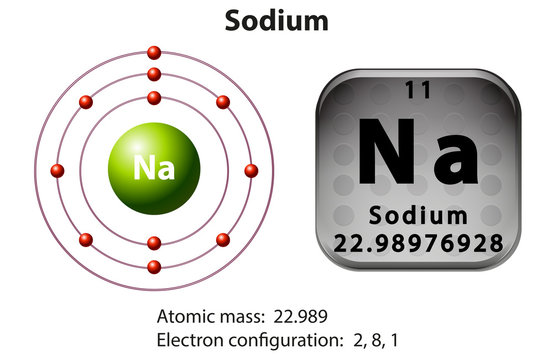 Sodium
Na
11
Na
Sodium
22.98976928
Atomic mass: 22.989
Electron configuration: 2, 8, 1